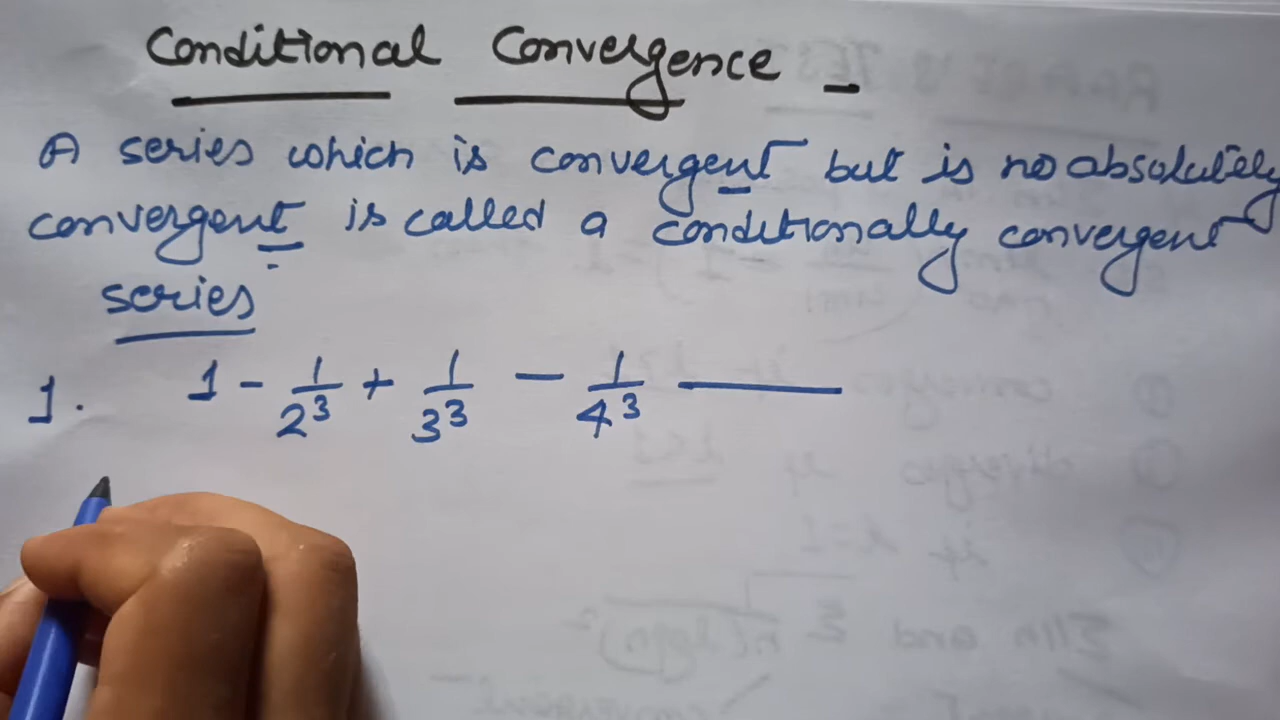 Conditional Convergence -
A series which is convergent but is no absolutely
convergent is called a conditionally convergent
series
1. 1 - 1/2³ + 1/3³ - 1/4³ ———